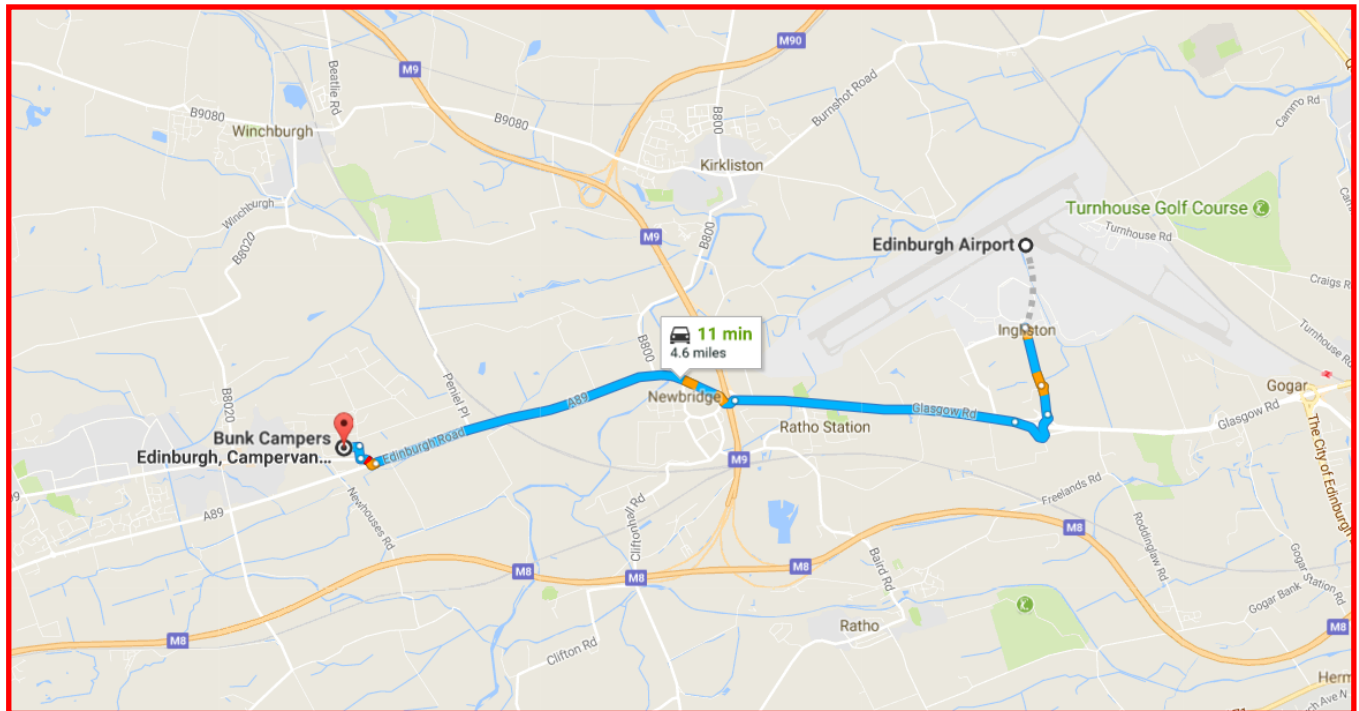 M90
M9
Beatlie Rd
B9080
Winchburgh
B9080
B800
Burnshot Road
Cammo Rd
Kirkliston
Winchburgh
B8020
M9
B800
Turnhouse Golf Course
Turnhouse Rd
Edinburgh Airport
Craigs R
Ingliston
Turnhouse Rd
11 min
4.6 miles
B800
Peniel Pl
B8020
A89
Newbridge
Gogar
Glasgow Rd
Glasgow Rd
Ratho Station
Bunk Campers
Edinburgh, Campervan...
Edinburgh Road
M9
The City of Edinburgh
Newhouses Rd
A89
Cliftonhall Rd
Freelands Rd
M8
Roddinglaw Rd
M8
M8
M8
Baird Rd
Gogar Station Rd
Gogar Bank
M8
Ratho
M8
Clifton Rd
Herm
ch Ave N